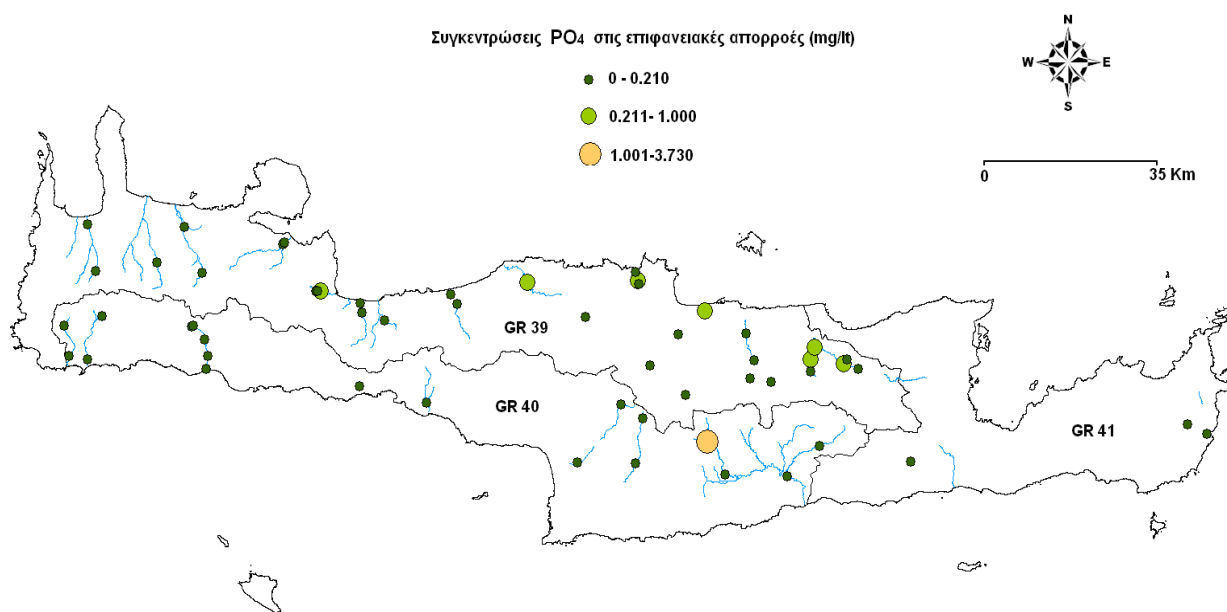 Συγκεντρώσεις PO4 στις επιφανειακές απορροές (mg/lt)
0 - 0.210
0.211- 1.000
1.001-3.730
N
W E
S
0 35 Km
GR 39
GR 40
GR 41